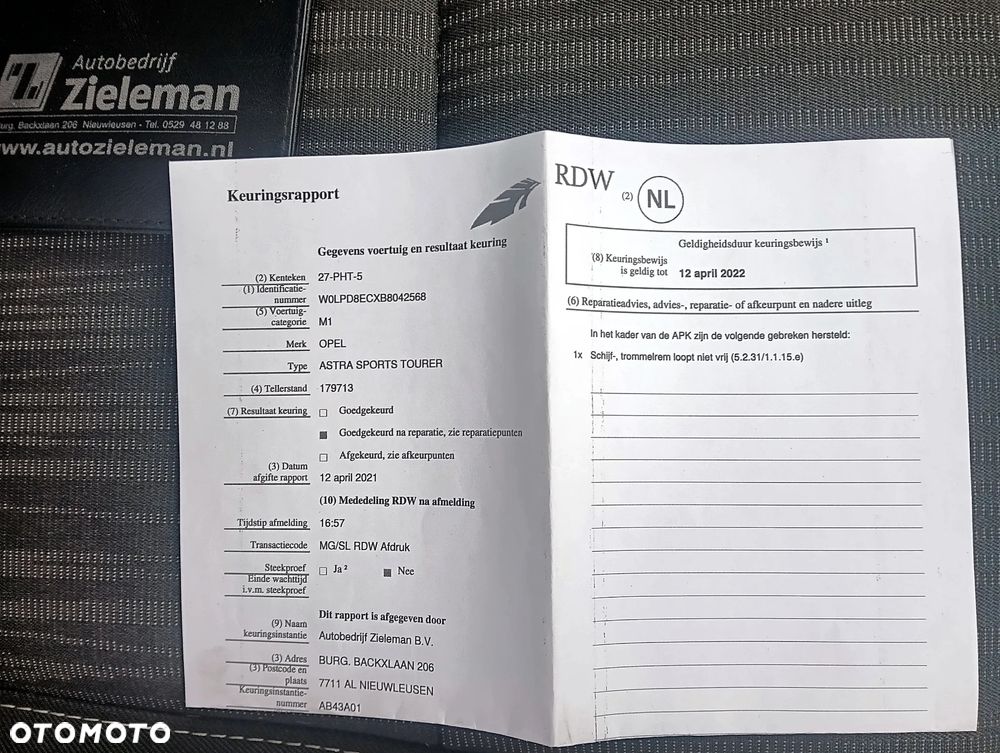 Autobedrijf
Zieleman
Burg. Backxlaan 206 Nieuwleusen - Tel. 0529 48 12 88
www.autozieleman.nl
Keuringsrapport
Gegevens voertuig en resultaat keuring
(2) Kenteken 27-PHT-5
(1) Identificatie-
nummer W0LPD8ECXB8042568
(5) Voertuig-
categorie M1
Merk OPEL
Type ASTRA SPORTS TOURER
(4) Tellerstand 179713
(7) Resultaat keuring Goedgekeurd
Goedgekeurd na reparatie, zie reparatiepunten
Afgekeurd, zie afkeurpunten
(3) Datum
afgifte rapport 12 april 2021
(10) Mededeling RDW na afmelding
Tijdstip afmelding 16:57
Transactiecode MG/SL RDW Afdruk
Steekproef Ja ² Nee
Einde wachttijd
i.v.m. steekproef
Dit rapport is afgegeven door
(9) Naam
keuringsinstantie Autobedrijf Zieleman B.V.
(3) Adres BURG. BACKXLAAN 206
(3) Postcode en
plaats 7711 AL NIEUWLEUSEN
Keuringsinstantie-
nummer AB43A01
RDW (2) NL
Geldigheidsduur keuringsbewijs ¹
(8) Keuringsbewijs
is geldig tot 12 april 2022
(6) Reparatieadvies, advies-, reparatie- of afkeurpunt en nadere uitleg
In het kader van de APK zijn de volgende gebreken hersteld:
1x Schijf-, trommelrem loopt niet vrij (5.2.31/1.1.15.e)
OTOMOTO